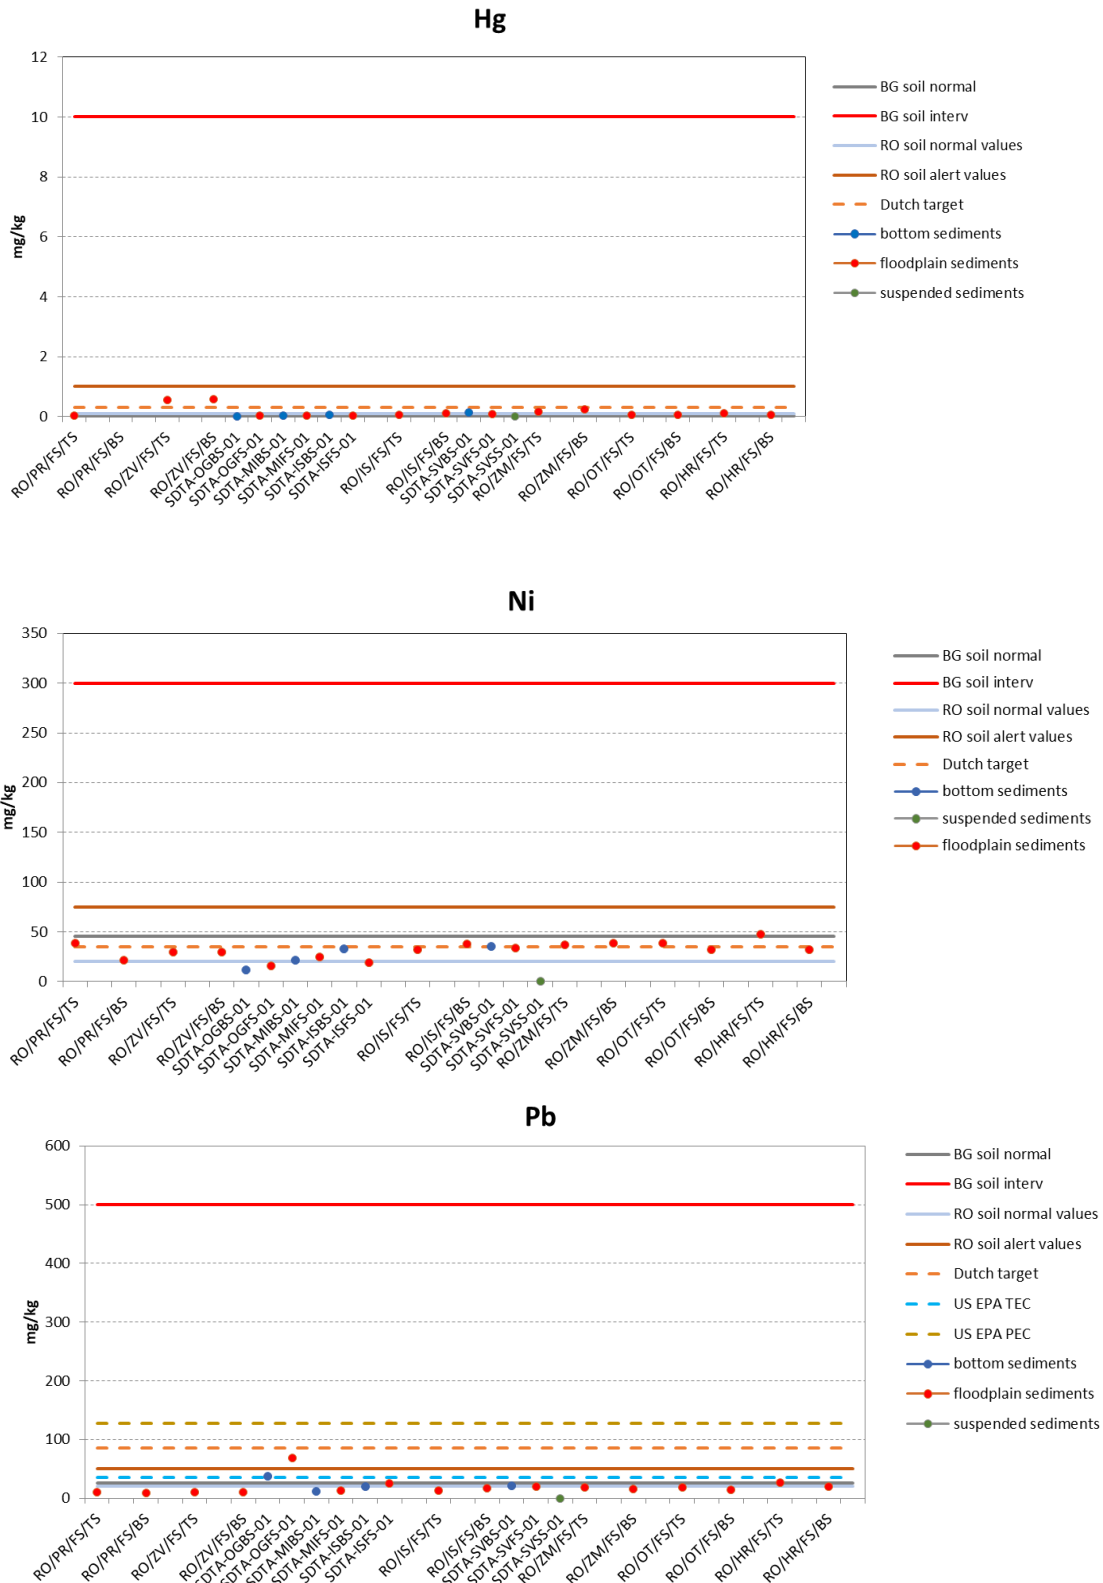 Hg
12
10
8
6
4
2
0
mg/kg
RO/PR/FS/TS
RO/PR/FS/BS
RO/ZV/FS/TS
RO/ZV/FS/BS
SDTA-OGBS-01
SDTA-OGFS-01
SDTA-MIBS-01
SDTA-MIFS-01
SDTA-ISBS-01
SDTA-ISFS-01
RO/IS/FS/TS
RO/IS/FS/BS
SDTA-SVBS-01
SDTA-SVFS-01
SDTA-SVSS-01
RO/ZM/FS/TS
RO/ZM/FS/BS
RO/OT/FS/TS
RO/OT/FS/BS
RO/HR/FS/TS
RO/HR/FS/BS
BG soil normal
BG soil interv
RO soil normal values
RO soil alert values
Dutch target
bottom sediments
floodplain sediments
suspended sediments
Ni
350
300
250
200
150
100
50
0
mg/kg
RO/PR/FS/TS
RO/PR/FS/BS
RO/ZV/FS/TS
RO/ZV/FS/BS
SDTA-OGBS-01
SDTA-OGFS-01
SDTA-MIBS-01
SDTA-MIFS-01
SDTA-ISBS-01
SDTA-ISFS-01
RO/IS/FS/TS
RO/IS/FS/BS
SDTA-SVBS-01
SDTA-SVFS-01
SDTA-SVSS-01
RO/ZM/FS/TS
RO/ZM/FS/BS
RO/OT/FS/TS
RO/OT/FS/BS
RO/HR/FS/TS
RO/HR/FS/BS
BG soil normal
BG soil interv
RO soil normal values
RO soil alert values
Dutch target
bottom sediments
suspended sediments
floodplain sediments
Pb
600
500
400
300
200
100
0
mg/kg
RO/PR/FS/TS
RO/PR/FS/BS
RO/ZV/FS/TS
RO/ZV/FS/BS
SDTA-OGBS-01
SDTA-OGFS-01
SDTA-MIBS-01
SDTA-MIFS-01
SDTA-ISBS-01
SDTA-ISFS-01
RO/IS/FS/TS
RO/IS/FS/BS
SDTA-SVBS-01
SDTA-SVFS-01
SDTA-SVSS-01
RO/ZM/FS/TS
RO/ZM/FS/BS
RO/OT/FS/TS
RO/OT/FS/BS
RO/HR/FS/TS
RO/HR/FS/BS
BG soil normal
BG soil interv
RO soil normal values
RO soil alert values
Dutch target
US EPA TEC
US EPA PEC
bottom sediments
floodplain sediments
suspended sediments